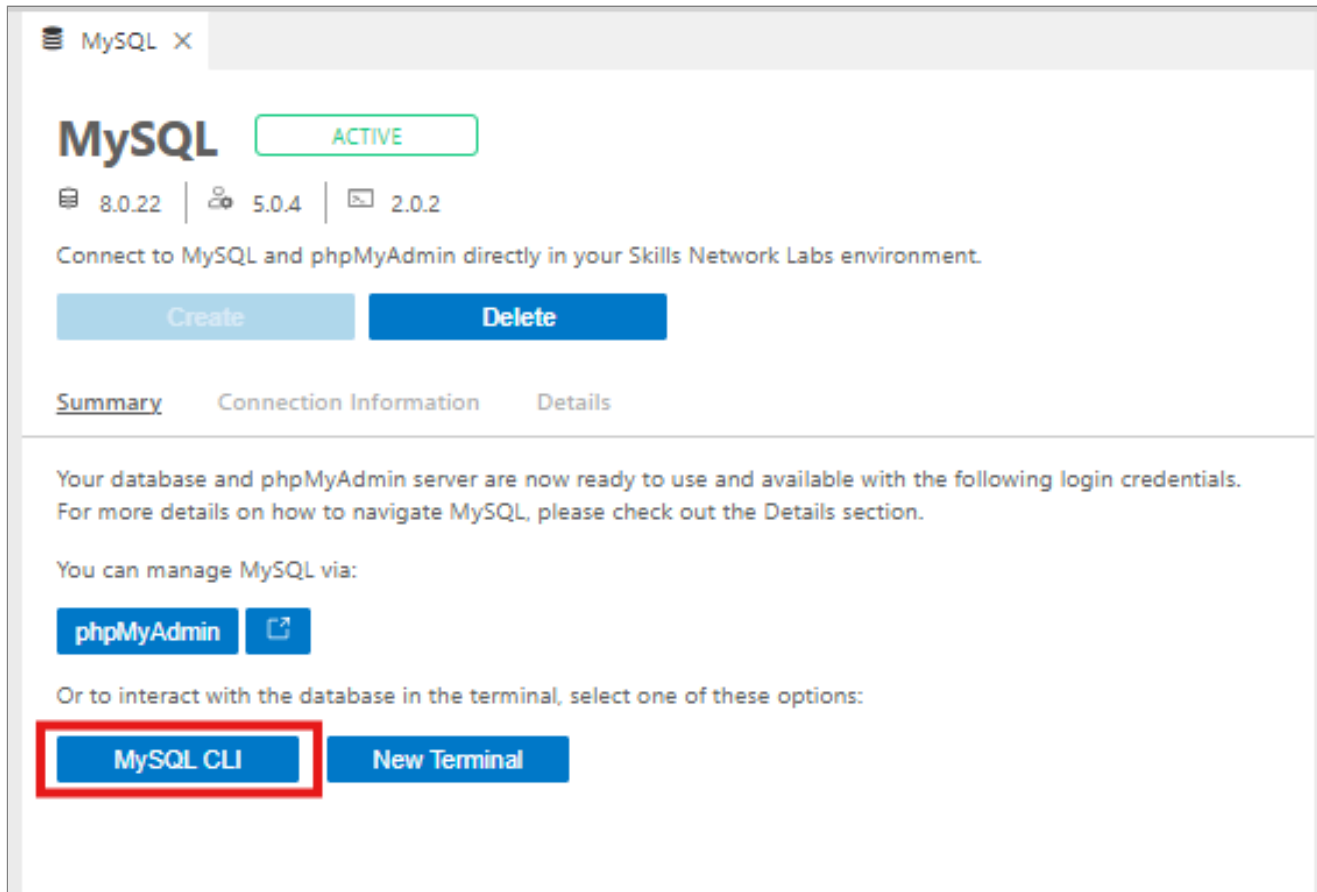 MySQL
MySQL ACTIVE
8.0.22 5.0.4 2.0.2
Connect to MySQL and phpMyAdmin directly in your Skills Network Labs environment.
Create Delete
Summary Connection Information Details
Your database and phpMyAdmin server are now ready to use and available with the following login credentials.
For more details on how to navigate MySQL, please check out the Details section.
You can manage MySQL via:
phpMyAdmin
Or to interact with the database in the terminal, select one of these options:
MySQL CLI New Terminal